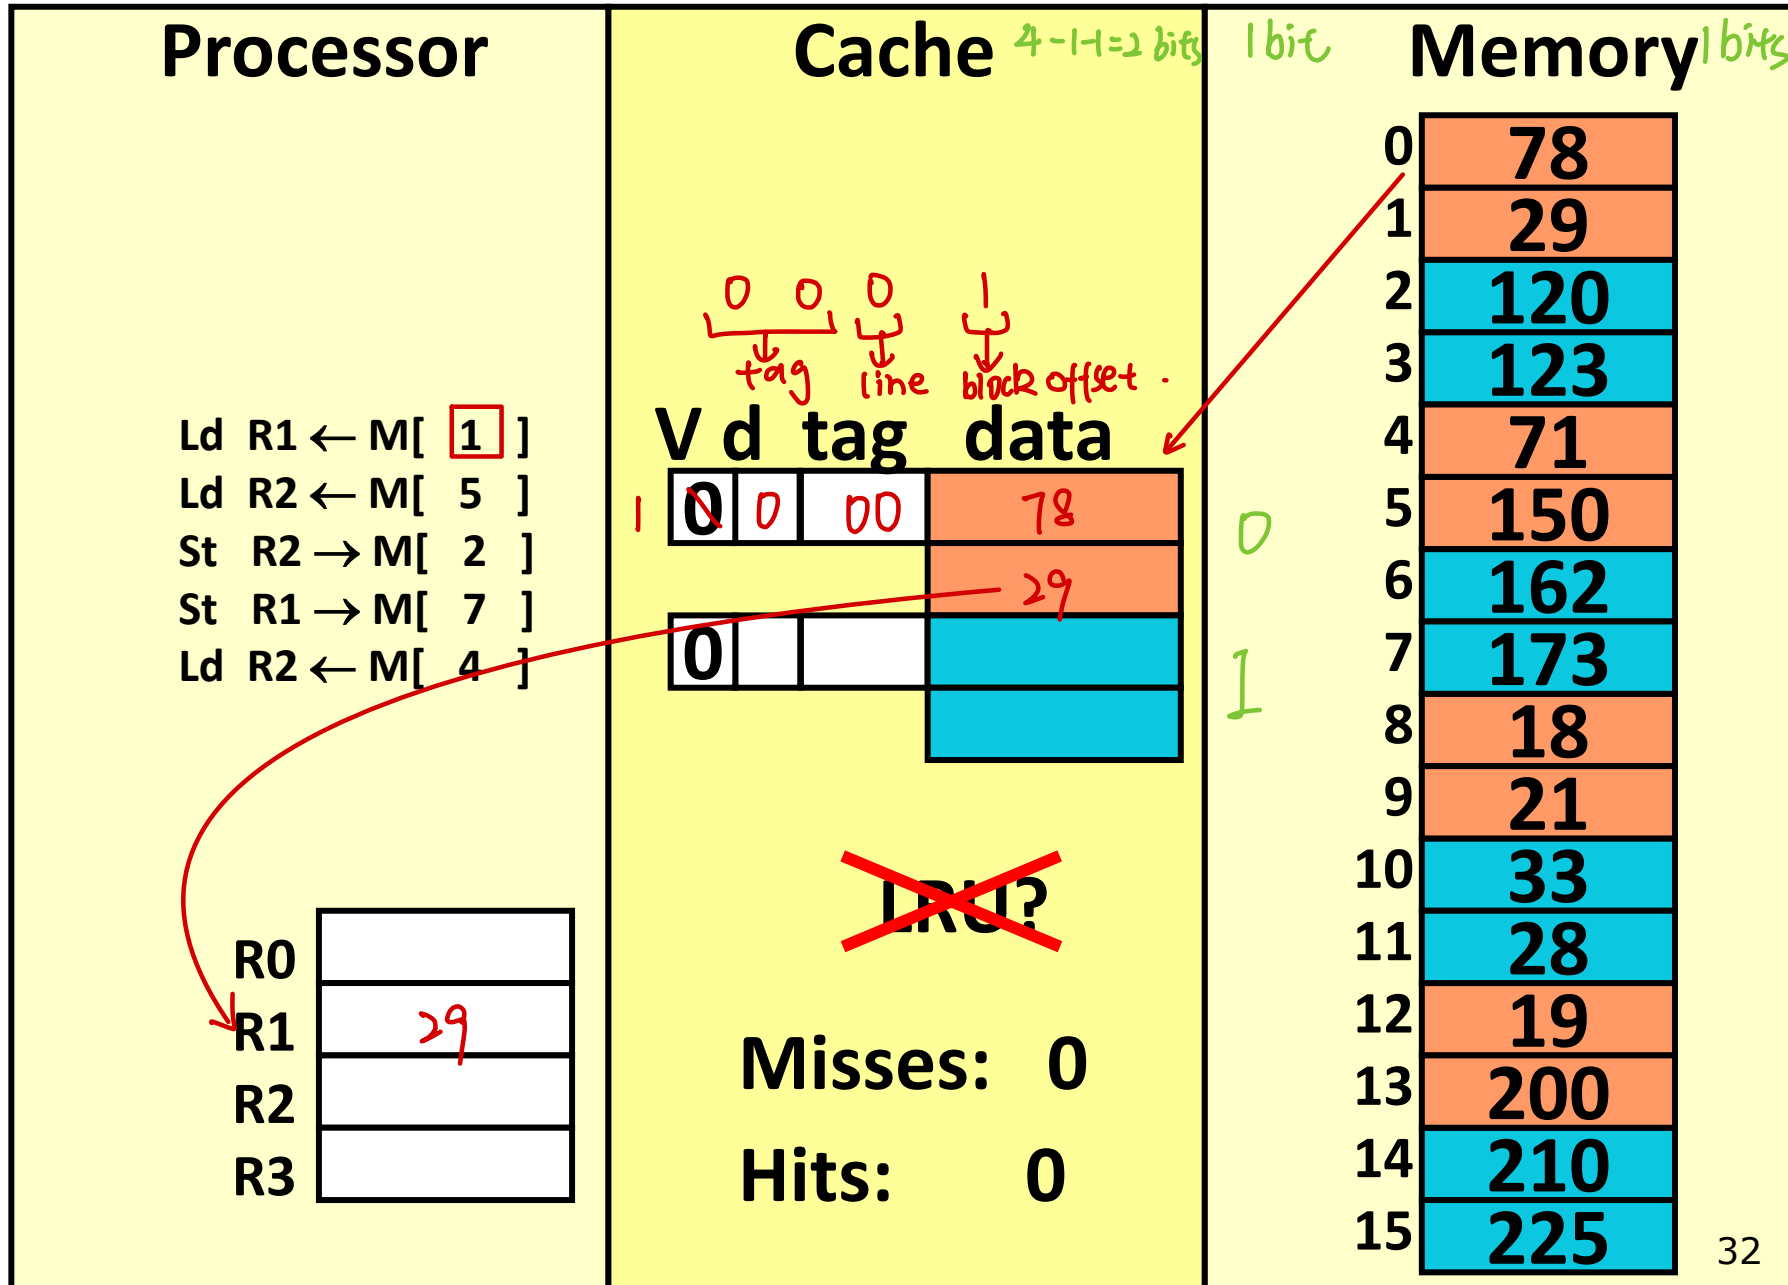 Processor
Cache 4-1-1=2 bits
1bit
Memory 1 bits
0 0 0 1
tag line block offset.
Ld R1 ← M[ 1 ]
Ld R2 ← M[ 5 ]
St R2 → M[ 2 ]
St R1 → M[ 7 ]
Ld R2 ← M[ 4 ]
V d tag data
1 0 0 00 78
29
0
0
1
LRU?
Misses: 0
Hits: 0
R0
R1 29
R2
R3
0 78
1 29
2 120
3 123
4 71
5 150
6 162
7 173
8 18
9 21
10 33
11 28
12 19
13 200
14 210
15 225
32